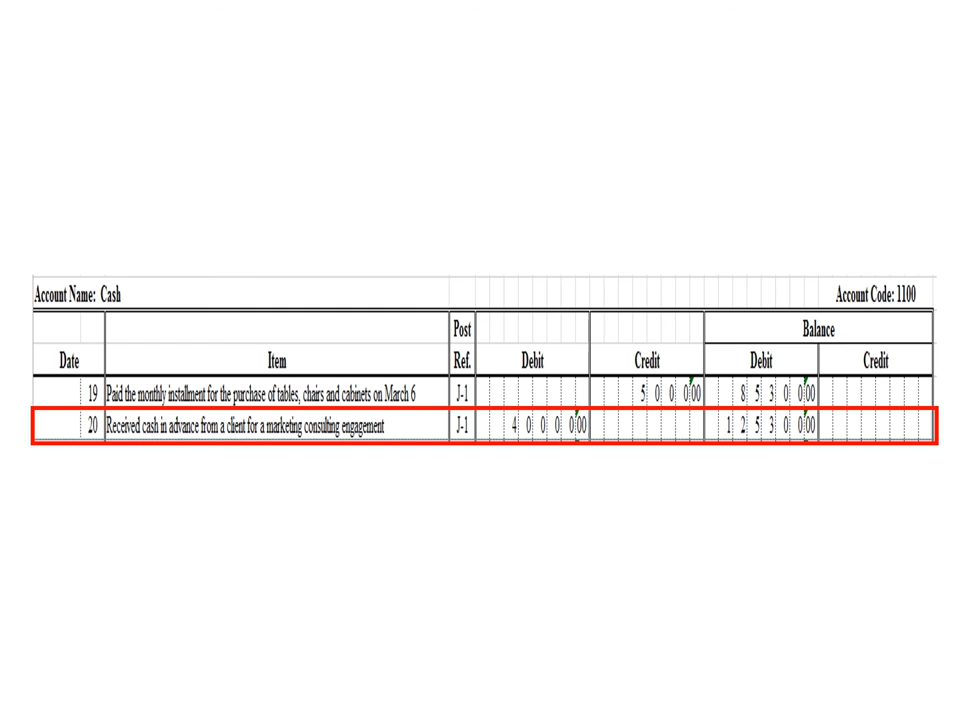 Account Name: Cash Account Code: 1100
Post Balance
Date Item Ref. Debit Credit Debit Credit
19 Paid the monthly installment for the purchase of tables, chairs and cabinets on March 6 J-1 5 0 0 0 00 8 5 3 0 0 00
20 Received cash in advance from a client for a marketing consulting engagement J-1 4 0 0 0 0 00 1 2 5 3 0 0 00